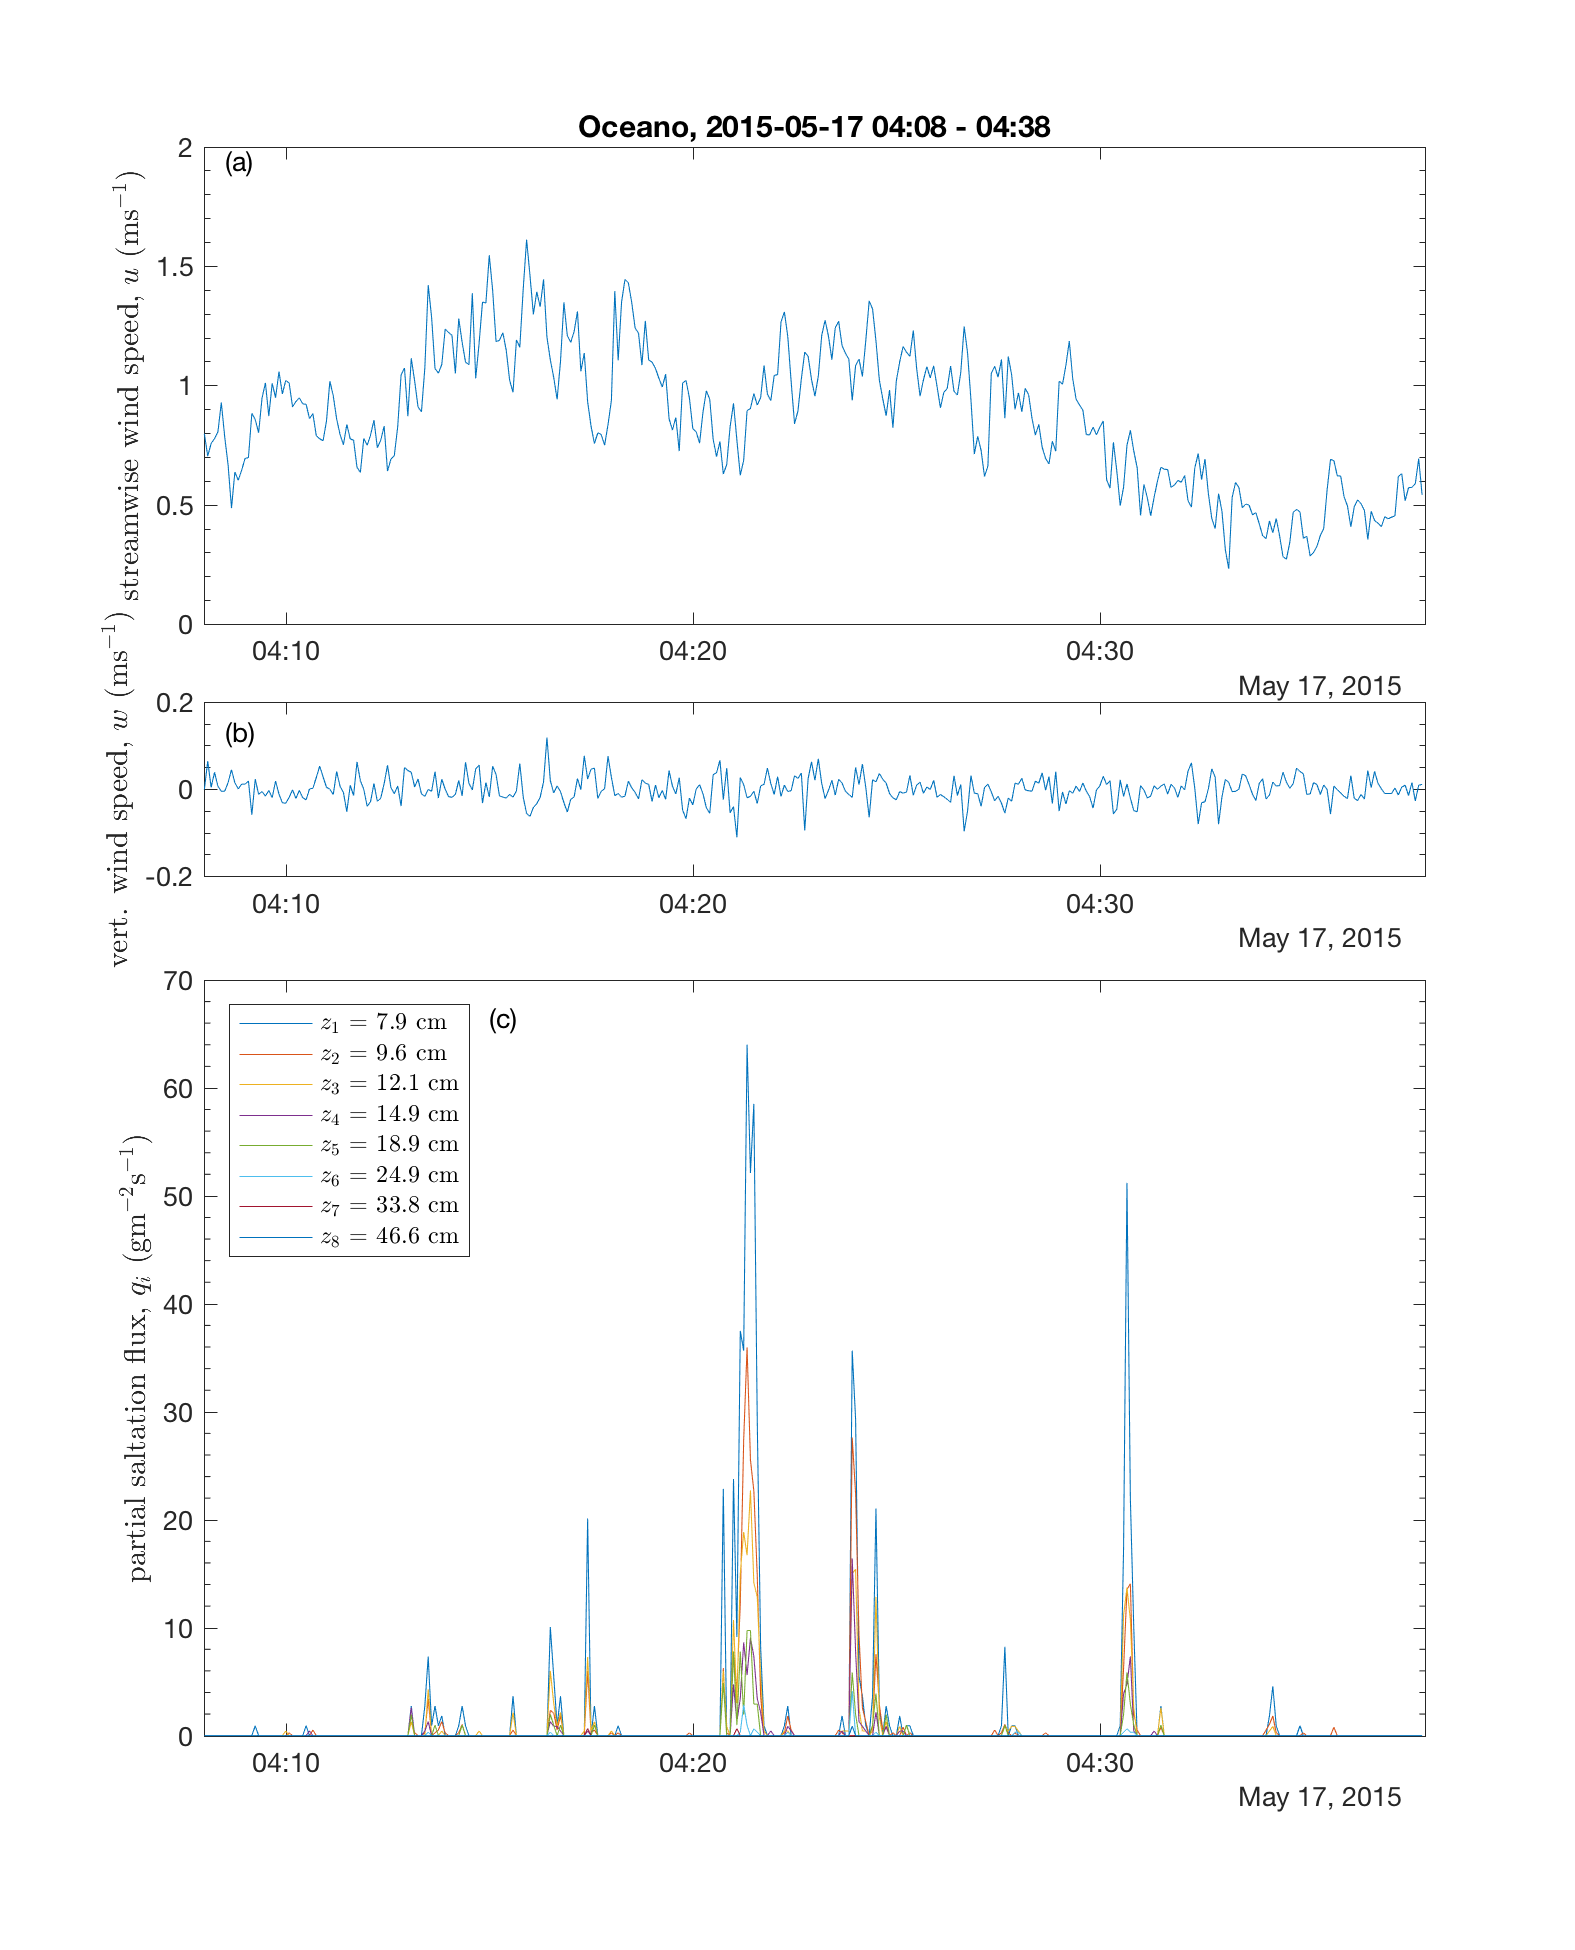 Oceano, 2015-05-17 04:08 - 04:38
(a)
streamwise wind speed, u (ms⁻¹)
2
1.5
1
0.5
0
04:10 04:20 04:30
May 17, 2015
(b)
vert. wind speed, w (ms⁻¹)
0.2
0
-0.2
04:10 04:20 04:30
May 17, 2015
(c)
partial saltation flux, qᵢ (gm⁻²s⁻¹)
70
60
50
40
30
20
10
0
z₁ = 7.9 cm
z₂ = 9.6 cm
z₃ = 12.1 cm
z₄ = 14.9 cm
z₅ = 18.9 cm
z₆ = 24.9 cm
z₇ = 33.8 cm
z₈ = 46.6 cm
04:10 04:20 04:30
May 17, 2015